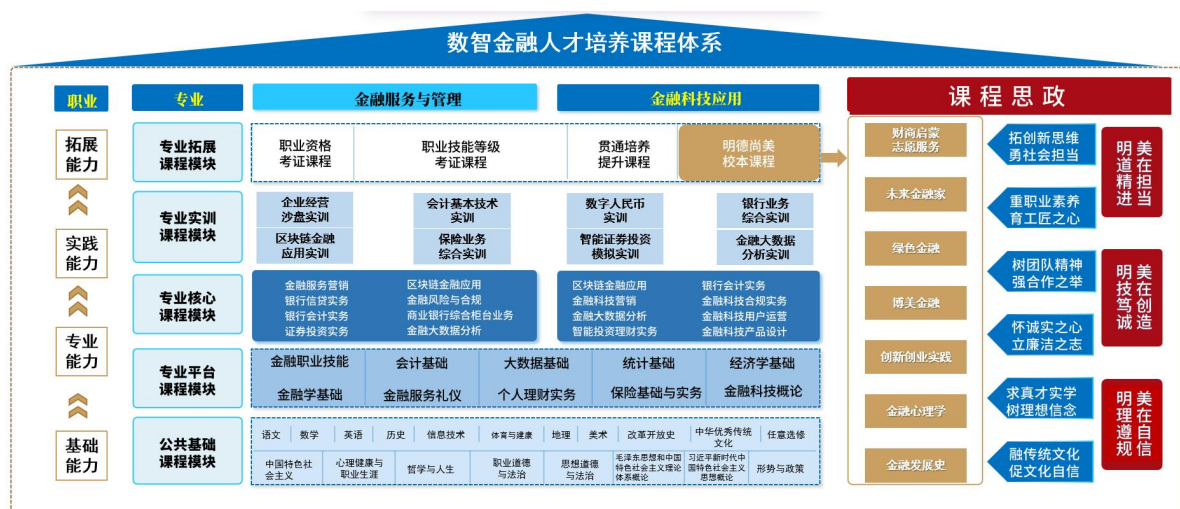 数智金融人才培养课程体系
职业
专业
金融服务与管理
金融科技应用
课程思政
拓展
能力
专业拓展
课程模块
职业资格
考证课程
职业技能等级
考证课程
贯通培养
提升课程
明德尚美
校本课程
实践
能力
专业实训
课程模块
企业经营
沙盘实训
会计基本技术
实训
数字人民币
实训
银行业务
综合实训
区块链金融
应用实训
保险业务
综合实训
智能证券投资
模拟实训
金融大数据
分析实训
专业
能力
专业核心
课程模块
金融服务营销
银行信贷实务
银行会计实务
证券投资实务
区块链金融应用
金融风险与合规
商业银行综合柜台业务
金融大数据分析
区块链金融应用
金融科技营销
金融大数据分析
智能投资理财实务
银行会计实务
金融科技合规实务
金融科技用户运营
金融科技产品设计
专业平台
课程模块
金融职业技能
会计基础
大数据基础
统计基础
经济学基础
金融学基础
金融服务礼仪
个人理财实务
保险基础与实务
金融科技概论
基础
能力
公共基础
课程模块
语文
数学
英语
历史
信息技术
体育与健康
地理
美术
改革开放史
中华优秀传统
文化
任意选修
中国特色社
会主义
心理健康与
职业生涯
哲学与人生
职业道德
与法治
思想道德
与法治
毛泽东思想和中国
特色社会主义理论
体系概论
习近平新时代中
国特色社会主义
思想概论
形势与政策
财商启蒙
志愿服务
未来金融家
绿色金融
博美金融
创新创业实践
金融心理学
金融发展史
拓创新思维
勇社会担当
重职业素养
育工匠之心
树团队精神
强合作之举
怀诚实之心
立廉洁之志
求真才实学
树理想信念
融传统文化
促文化自信
明道精进
美在担当
明技笃诚
美在创造
明理遵规
美在自信